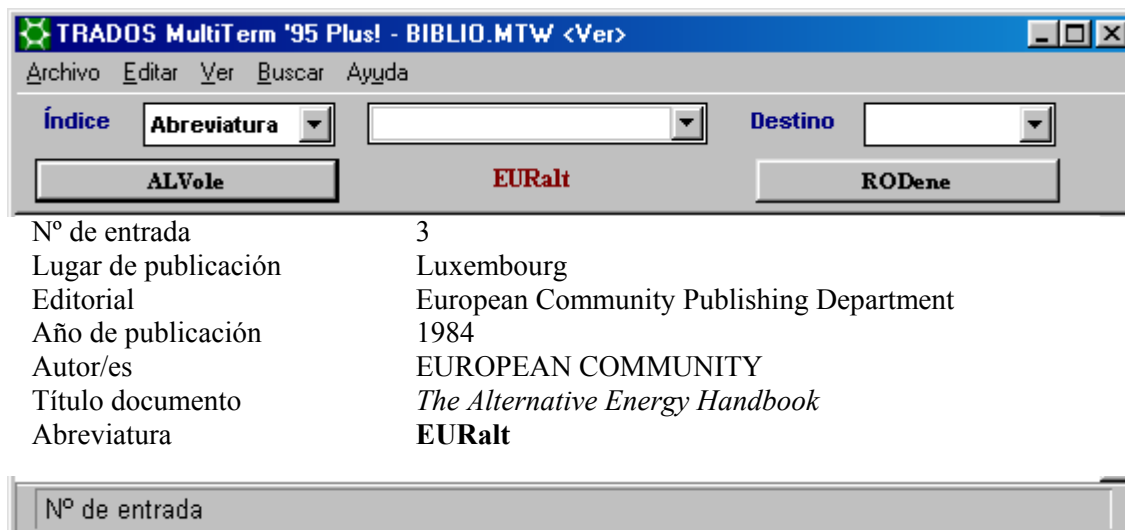 TRADOS MultiTerm '95 Plus! - BIBLIO.MTW <Ver>
Archivo Editar Ver Buscar Ayuda
Índice Abreviatura Destino
ALVole EURalt RODene
Nº de entrada 3
Lugar de publicación Luxembourg
Editorial European Community Publishing Department
Año de publicación 1984
Autor/es EUROPEAN COMMUNITY
Título documento The Alternative Energy Handbook
Abreviatura EURalt
Nº de entrada